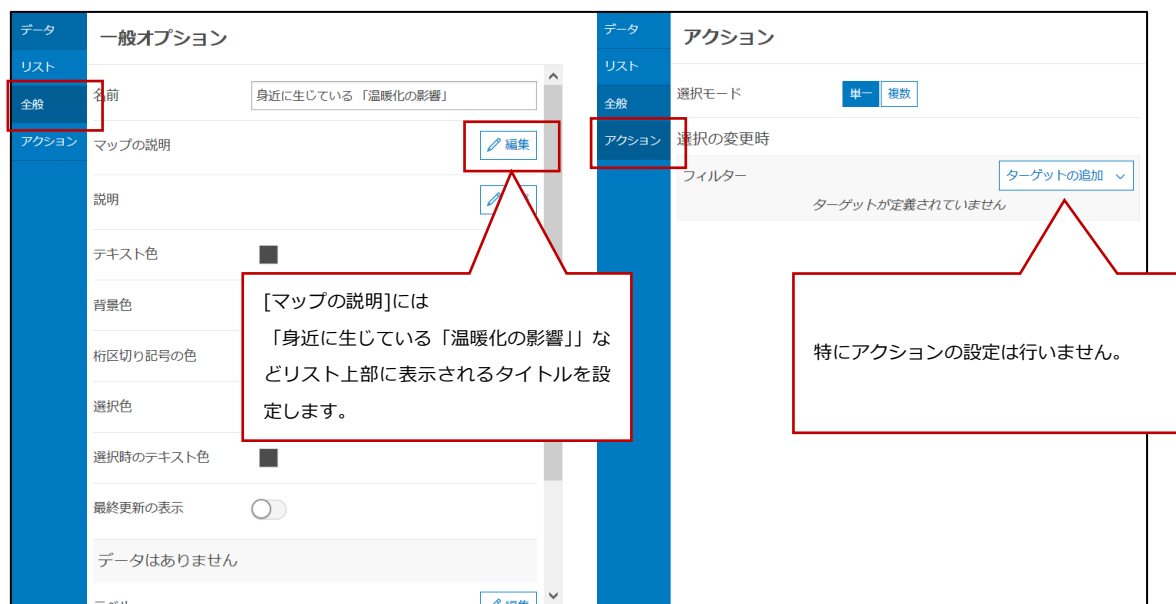 データ
リスト
全般
アクション
一般オプション
名前
身近に生じている 「温暖化の影響」
マップの説明
編集
説明
テキスト色
背景色
桁区切り記号の色
選択色
選択時のテキスト色
最終更新の表示
データはありません
編集
[マップの説明]には
「身近に生じている「温暖化の影響」」な
どリスト上部に表示されるタイトルを設
定します。
データ
リスト
全般
アクション
アクション
選択モード
単一 複数
選択の変更時
フィルター
ターゲットの追加
ターゲットが定義されていません
特にアクションの設定は行いません。